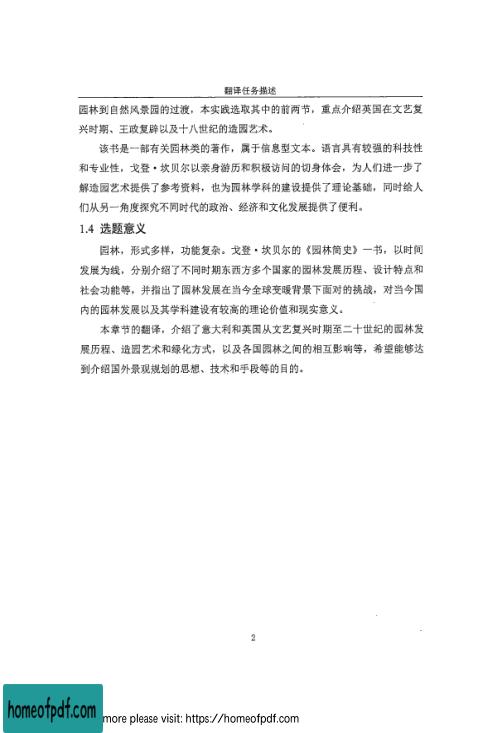 翻译任务描述
园林到自然风景园的过渡，本实践选取其中的前两节，重点介绍英国在文艺复
兴时期、王政复辟以及十八世纪的造园艺术。
该书是一部有关园林类的著作，属于信息型文本。语言具有较强的科技性
和专业性，戈登·坎贝尔以亲身游历和积极访问的切身体会，为人们进一步了
解造园艺术提供了参考资料，也为园林学科的建设提供了理论基础，同时给人
们从另一角度探究不同时代的政治、经济和文化发展提供了便利。
1.4 选题意义
园林，形式多样，功能复杂。戈登·坎贝尔的《园林简史》一书，以时间
发展为线，分别介绍了不同时期东西方多个国家的园林发展历程、设计特点和
社会功能等，并指出了园林发展在当今全球变暖背景下面对的挑战，对当今国
内的园林发展以及其学科建设有较高的理论价值和现实意义。
本章节的翻译，介绍了意大利和英国从文艺复兴时期至二十世纪的园林发
展历程、造园艺术和绿化方式，以及各国园林之间的相互影响等，希望能够达
到介绍国外景观规划的思想、技术和手段等的目的。
2
homeofpdf.com
more please visit: https://homeofpdf.com